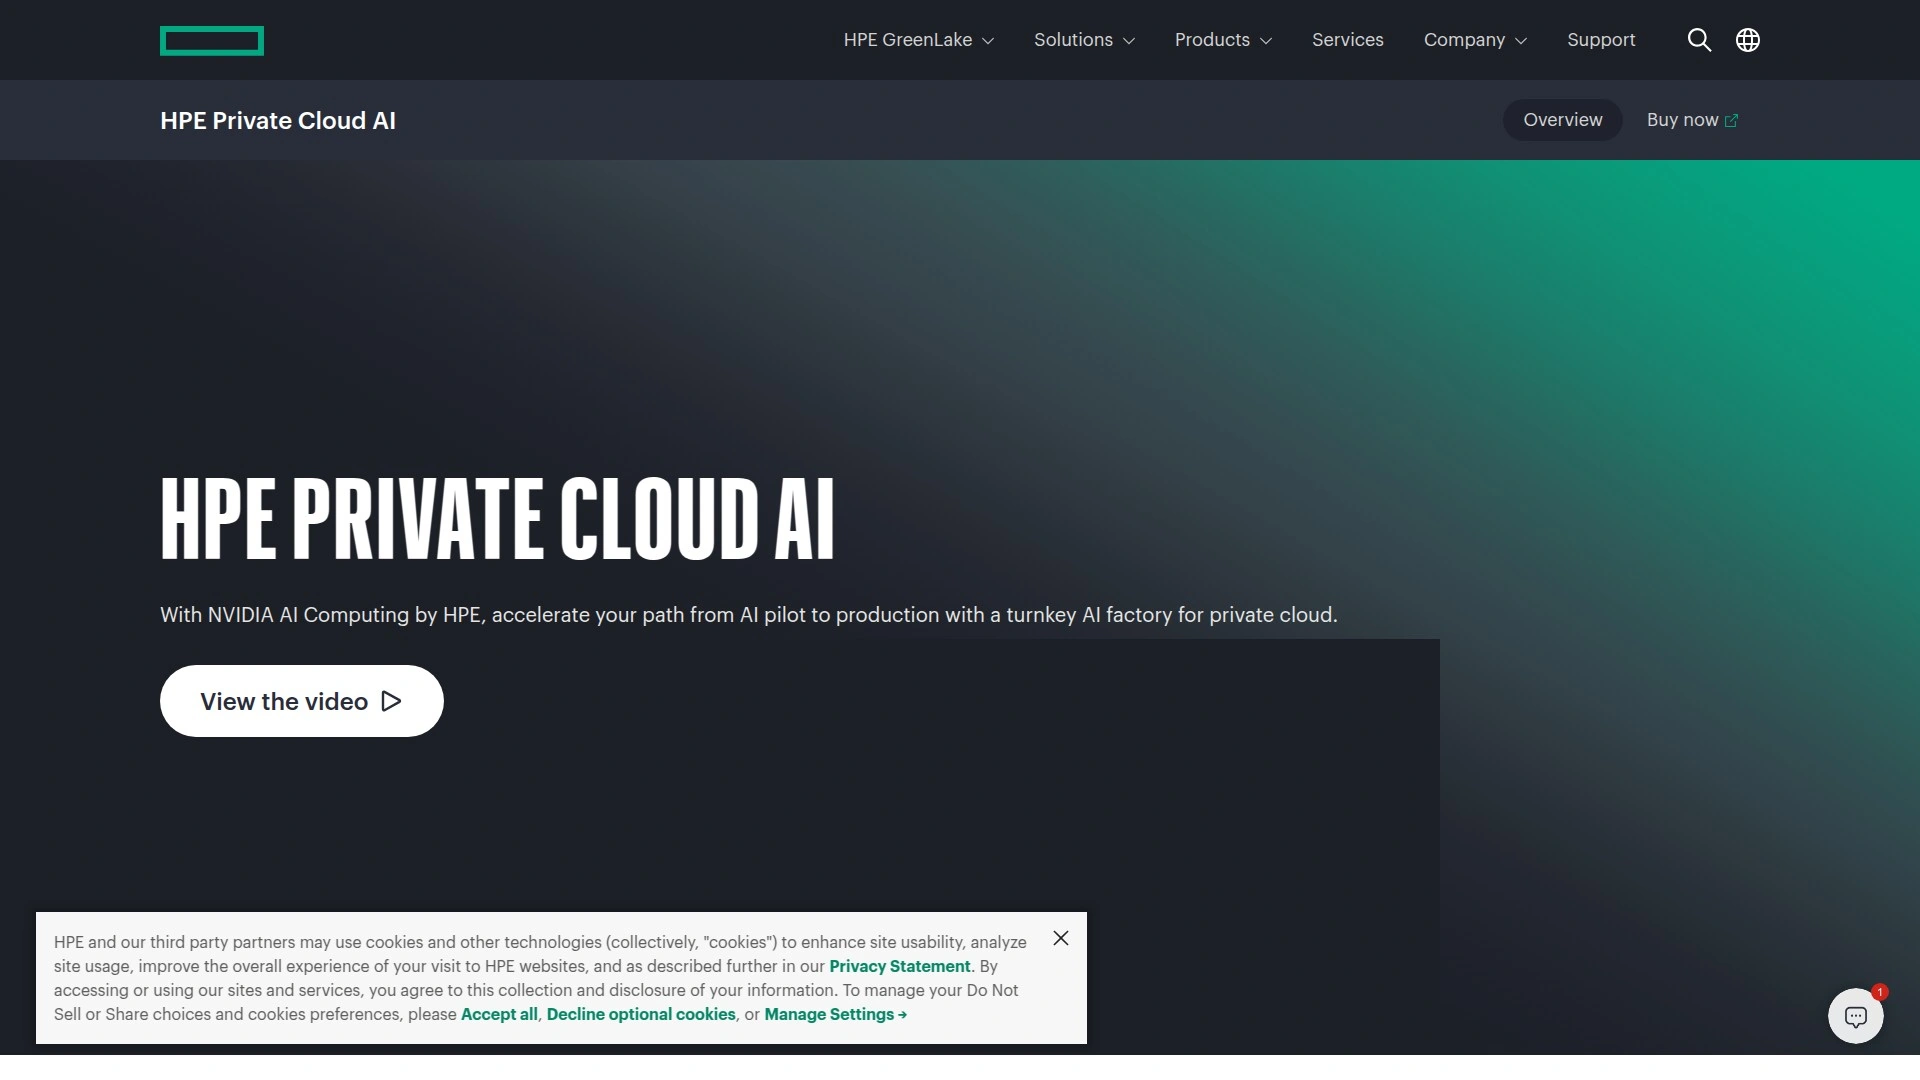 HPE GreenLake
Solutions
Products
Services
Company
Support
HPE Private Cloud AI
Overview
Buy now
HPE PRIVATE CLOUD AI
With NVIDIA AI Computing by HPE, accelerate your path from AI pilot to production with a turnkey AI factory for private cloud.
View the video
HPE and our third party partners may use cookies and other technologies (collectively, "cookies") to enhance site usability, analyze
site usage, improve the overall experience of your visit to HPE websites, and as described further in our Privacy Statement. By
accessing or using our sites and services, you agree to this collection and disclosure of your information. To manage your Do Not
Sell or Share choices and cookies preferences, please Accept all, Decline optional cookies, or Manage Settings →
1